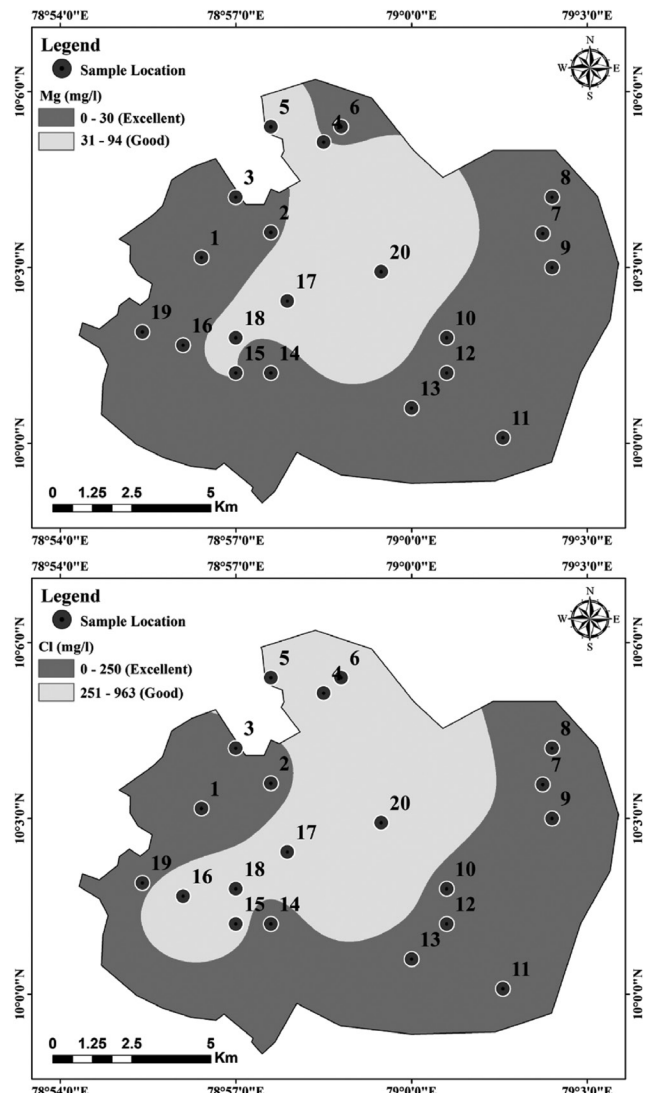 78°54'0"E 78°57'0"E 79°0'0"E 79°3'0"E
Legend
Sample Location
Mg (mg/l)
0 - 30 (Excellent)
31 - 94 (Good)
N
W E
S
10°6'0"N 10°6'0"N
10°3'0"N 10°3'0"N
10°0'0"N 10°0'0"N
5 6
4
3 8
2 7
1 9
20
17
19 16 18 10
15 14 12
13
11
0 1.25 2.5 5
Km
78°54'0"E 78°57'0"E 79°0'0"E 79°3'0"E
Legend
Sample Location
Cl (mg/l)
0 - 250 (Excellent)
251 - 963 (Good)
N
W E
S
10°6'0"N 10°6'0"N
10°3'0"N 10°3'0"N
10°0'0"N 10°0'0"N
5 6
4
3 8
2 7
1 9
20
17
19 16 18 10
15 14 12
13
11
0 1.25 2.5 5
Km
78°54'0"E 78°57'0"E 79°0'0"E 79°3'0"E